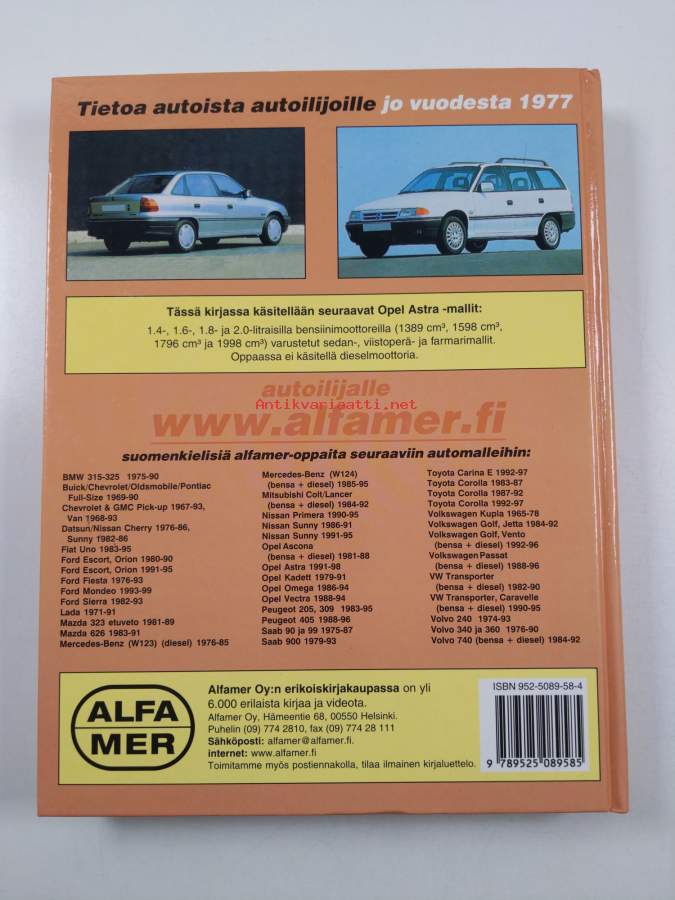 Tietoa autoista autoilijoille jo vuodesta 1977
Tässä kirjassa käsitellään seuraavat Opel Astra -mallit:
1.4-, 1.6-, 1.8- ja 2.0-litraisilla bensiinimoottoreilla (1389 cm³, 1598 cm³,
1796 cm³ ja 1998 cm³) varustetut sedan-, viistoperä- ja farmarimallit.
Oppaassa ei käsitellä dieselmoottoria.
autoilijalle
Antikvariaatti.net
www.alfamer.fi
suomenkielisiä alfamer-oppaita seuraaviin automalleihin:
BMW 315-325 1975-90
Buick/Chevrolet/Oldsmobile/Pontiac
Full-Size 1969-90
Chevrolet & GMC Pick-up 1967-93,
Van 1968-93
Datsun/Nissan Cherry 1976-86,
Sunny 1982-86
Fiat Uno 1983-95
Ford Escort, Orion 1980-90
Ford Escort, Orion 1991-95
Ford Fiesta 1976-93
Ford Mondeo 1993-99
Ford Sierra 1982-93
Lada 1971-91
Mazda 323 etuveto 1981-89
Mazda 626 1983-91
Mercedes-Benz (W123) (diesel) 1976-85
Mercedes-Benz (W124)
(bensa + diesel) 1985-95
Mitsubishi Colt/Lancer
(bensa + diesel) 1984-92
Nissan Primera 1990-95
Nissan Sunny 1986-91
Nissan Sunny 1991-95
Opel Ascona
(bensa + diesel) 1981-88
Opel Astra 1991-98
Opel Kadett 1979-91
Opel Omega 1986-94
Opel Vectra 1988-94
Peugeot 205, 309 1983-95
Peugeot 405 1988-96
Saab 90 ja 99 1975-87
Saab 900 1979-93
Toyota Carina E 1992-97
Toyota Corolla 1983-87
Toyota Corolla 1987-92
Toyota Corolla 1992-97
Volkswagen Kupla 1965-78
Volkswagen Golf, Jetta 1984-92
Volkswagen Golf, Vento
(bensa + diesel) 1992-96
Volkswagen Passat
(bensa + diesel) 1988-96
VW Transporter
(bensa + diesel) 1982-90
VW Transporter, Caravelle
(bensa + diesel) 1990-95
Volvo 240 1974-93
Volvo 340 ja 360 1976-90
Volvo 740 (bensa + diesel) 1984-92
ALFA
MER
Alfamer Oy:n erikoiskirjakaupassa on yli
6.000 erilaista kirjaa ja videota.
Alfamer Oy, Hämeentie 68, 00550 Helsinki.
Puhelin (09) 774 2810, fax (09) 774 28 111
Sähköposti: alfamer@alfamer.fi.
internet: www.alfamer.fi
Toimitamme myös postiennakolla, tilaa ilmainen kirjaluettelo.
ISBN 952-5089-58-4
9 789525 089585